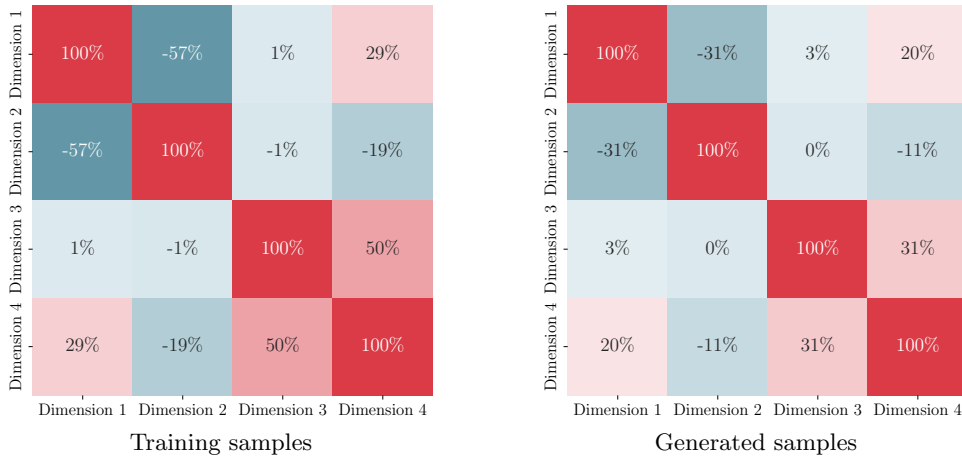 Dimension 1 100% -57% 1% 29%
Dimension 2 -57% 100% -1% -19%
Dimension 3 1% -1% 100% 50%
Dimension 4 29% -19% 50% 100%
Dimension 1 Dimension 2 Dimension 3 Dimension 4
Training samples
Dimension 1 100% -31% 3% 20%
Dimension 2 -31% 100% 0% -11%
Dimension 3 3% 0% 100% 31%
Dimension 4 20% -11% 31% 100%
Dimension 1 Dimension 2 Dimension 3 Dimension 4
Generated samples